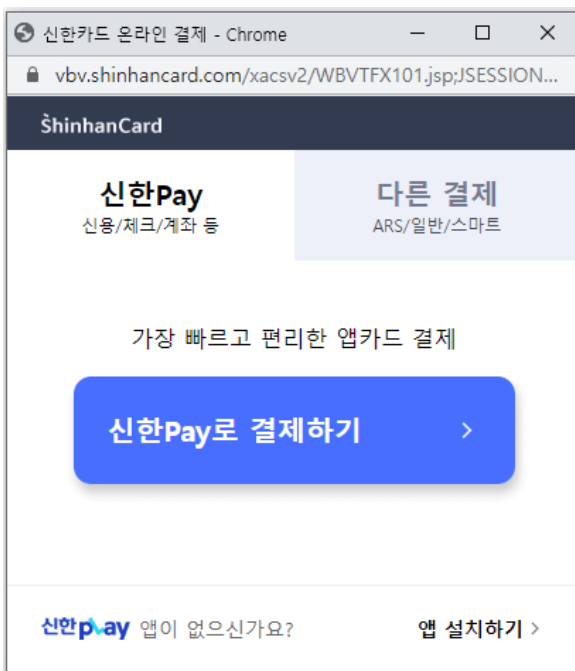 신한카드 온라인 결제 - Chrome
vbv.shinhancard.com/xacsv2/WBVTFX101.jsp;JSESSION...
ShinhanCard
신한Pay
신용/체크/계좌 등
다른 결제
ARS/일반/스마트
가장 빠르고 편리한 앱카드 결제
신한Pay로 결제하기
신한play 앱이 없으신가요?
앱 설치하기